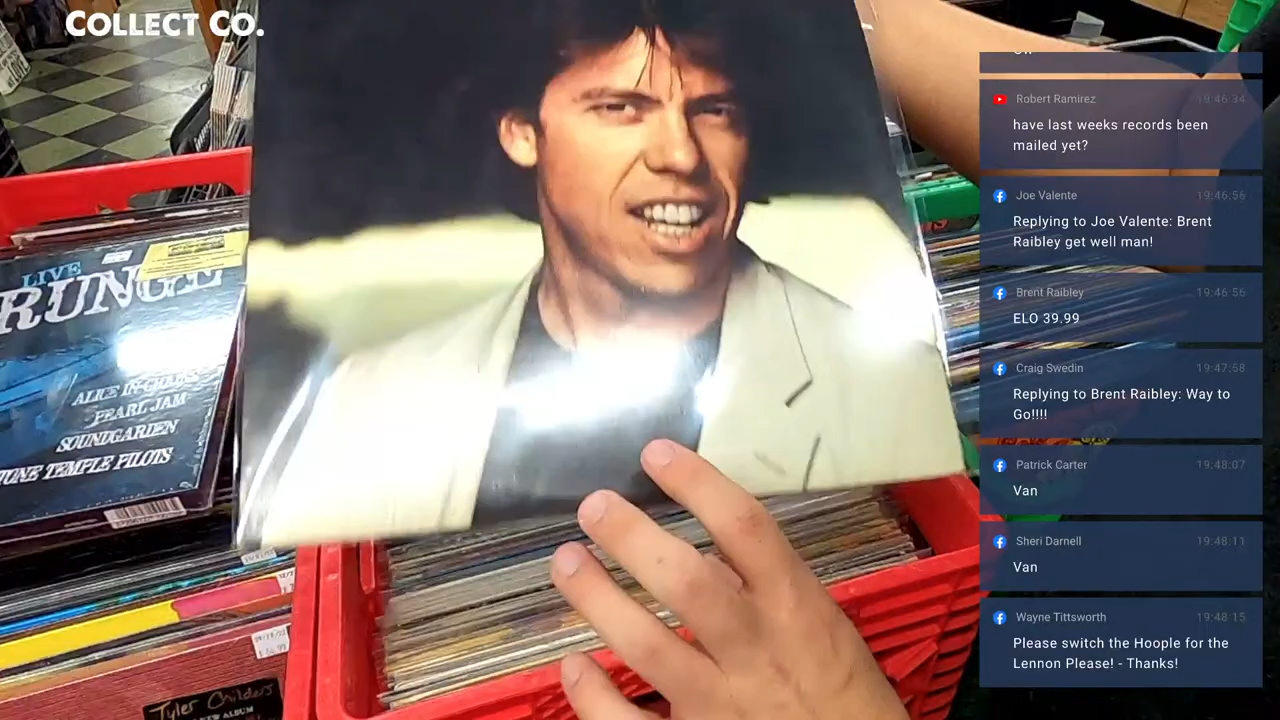 COLLECT CO.
Robert Ramirez 19:46:34
have last weeks records been
mailed yet?
Joe Valente 19:46:56
Replying to Joe Valente: Brent
Raibley get well man!
Brent Raibley 19:46:56
ELO 39.99
Craig Swedin 19:47:58
Replying to Brent Raibley: Way to
Go!!!!
Patrick Carter 19:48:07
Van
Sheri Darnell 19:48:11
Van
Wayne Tittsworth 19:48:15
Please switch the Hoople for the
Lennon Please! - Thanks!
LIVE
RUNGE
ALICE IN CHAINS
PEARL JAM
SOUNDGARDEN
TONE TEMPLE PILOTS
Tyler Childers
ALBUM